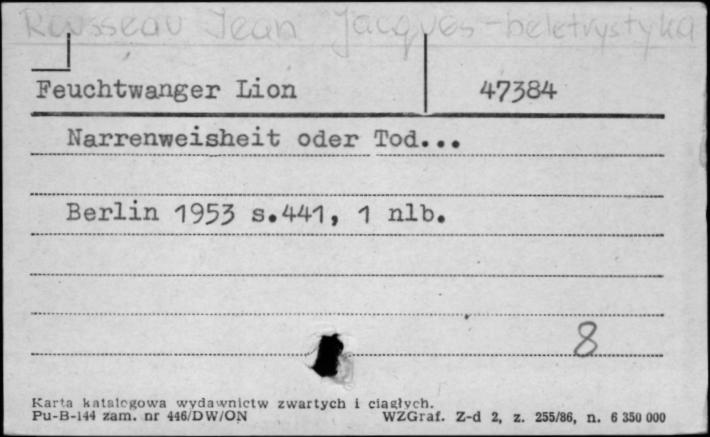 Rousseau Jean Jacques - beletrystyka
Feuchtwanger Lion 47384
Narrenweisheit oder Tod...
Berlin 1953 s.441, 1 nlb.
8
Karta katalogowa wydawnictw zwartych i ciągłych.
Pu-B-144 zam. nr 446/DW/ON WZGraf. Z-d 2, z. 255/86, n. 6 350 000